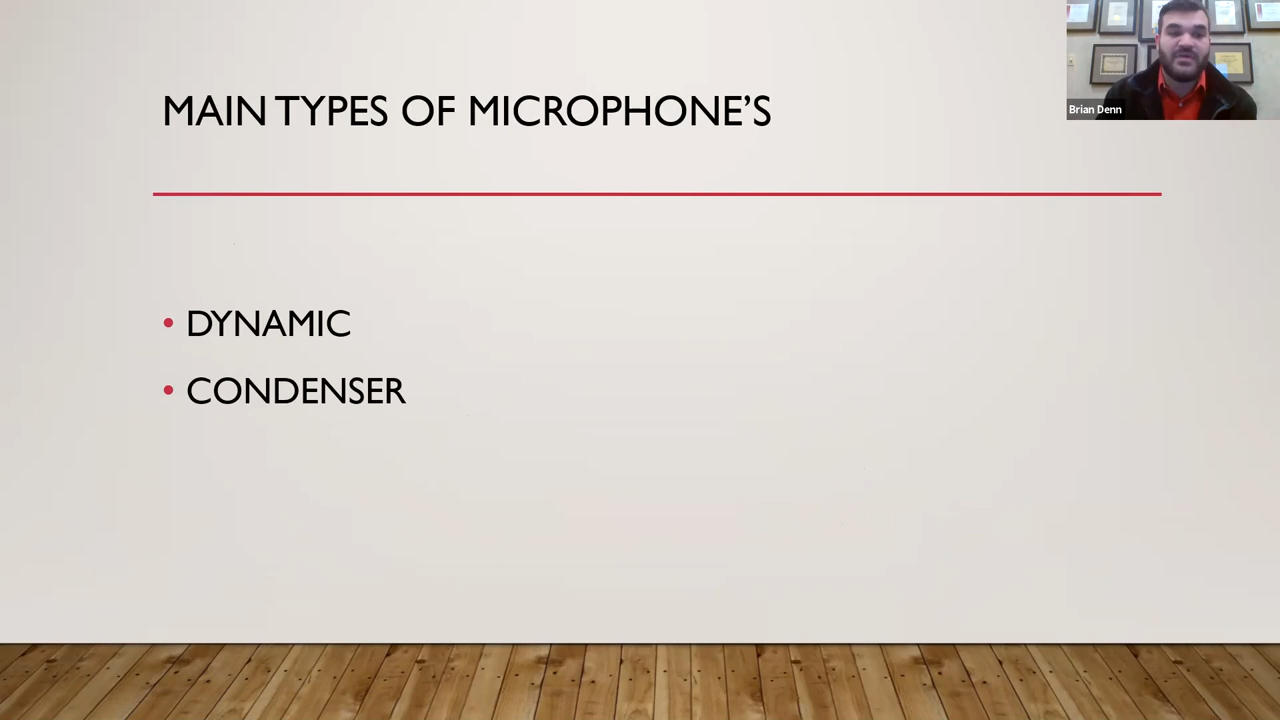 MAIN TYPES OF MICROPHONE’S
• DYNAMIC
• CONDENSER
Brian Denn